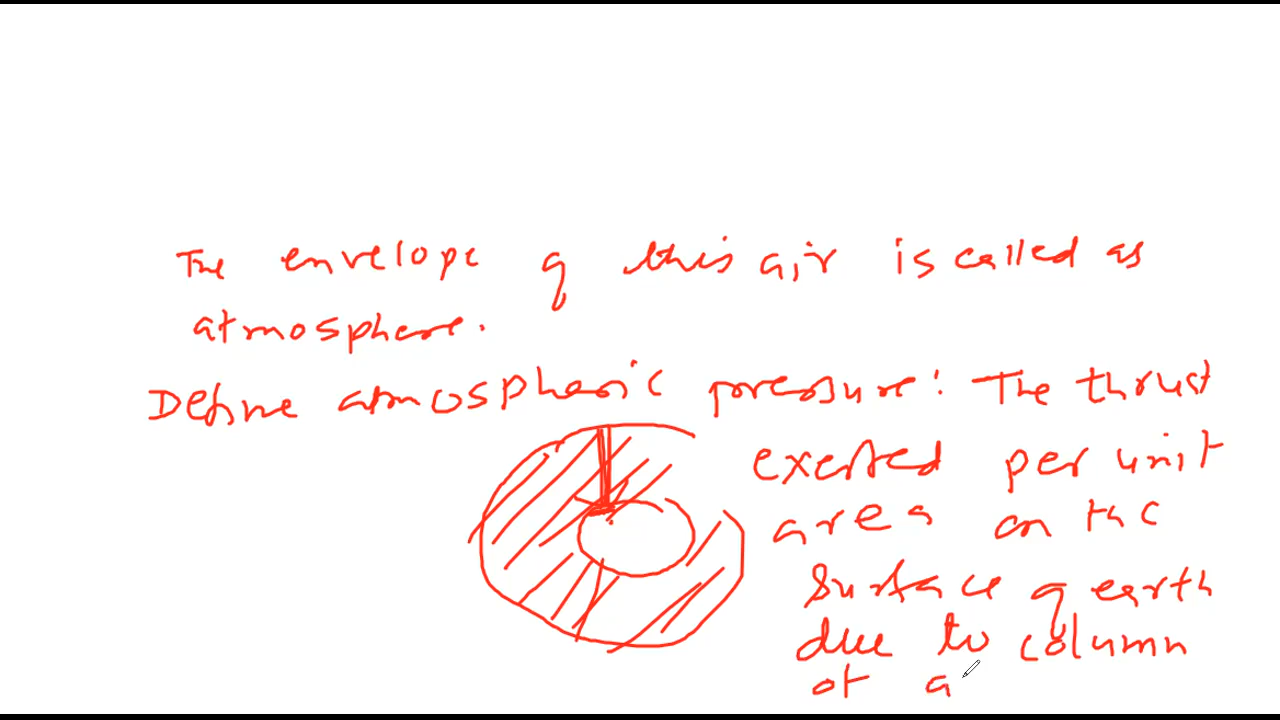 The envelope of this air is called as
atmosphere.
Define atmospheric pressure: The thrust
exerted per unit
area on the
surface of earth
due to column
of a